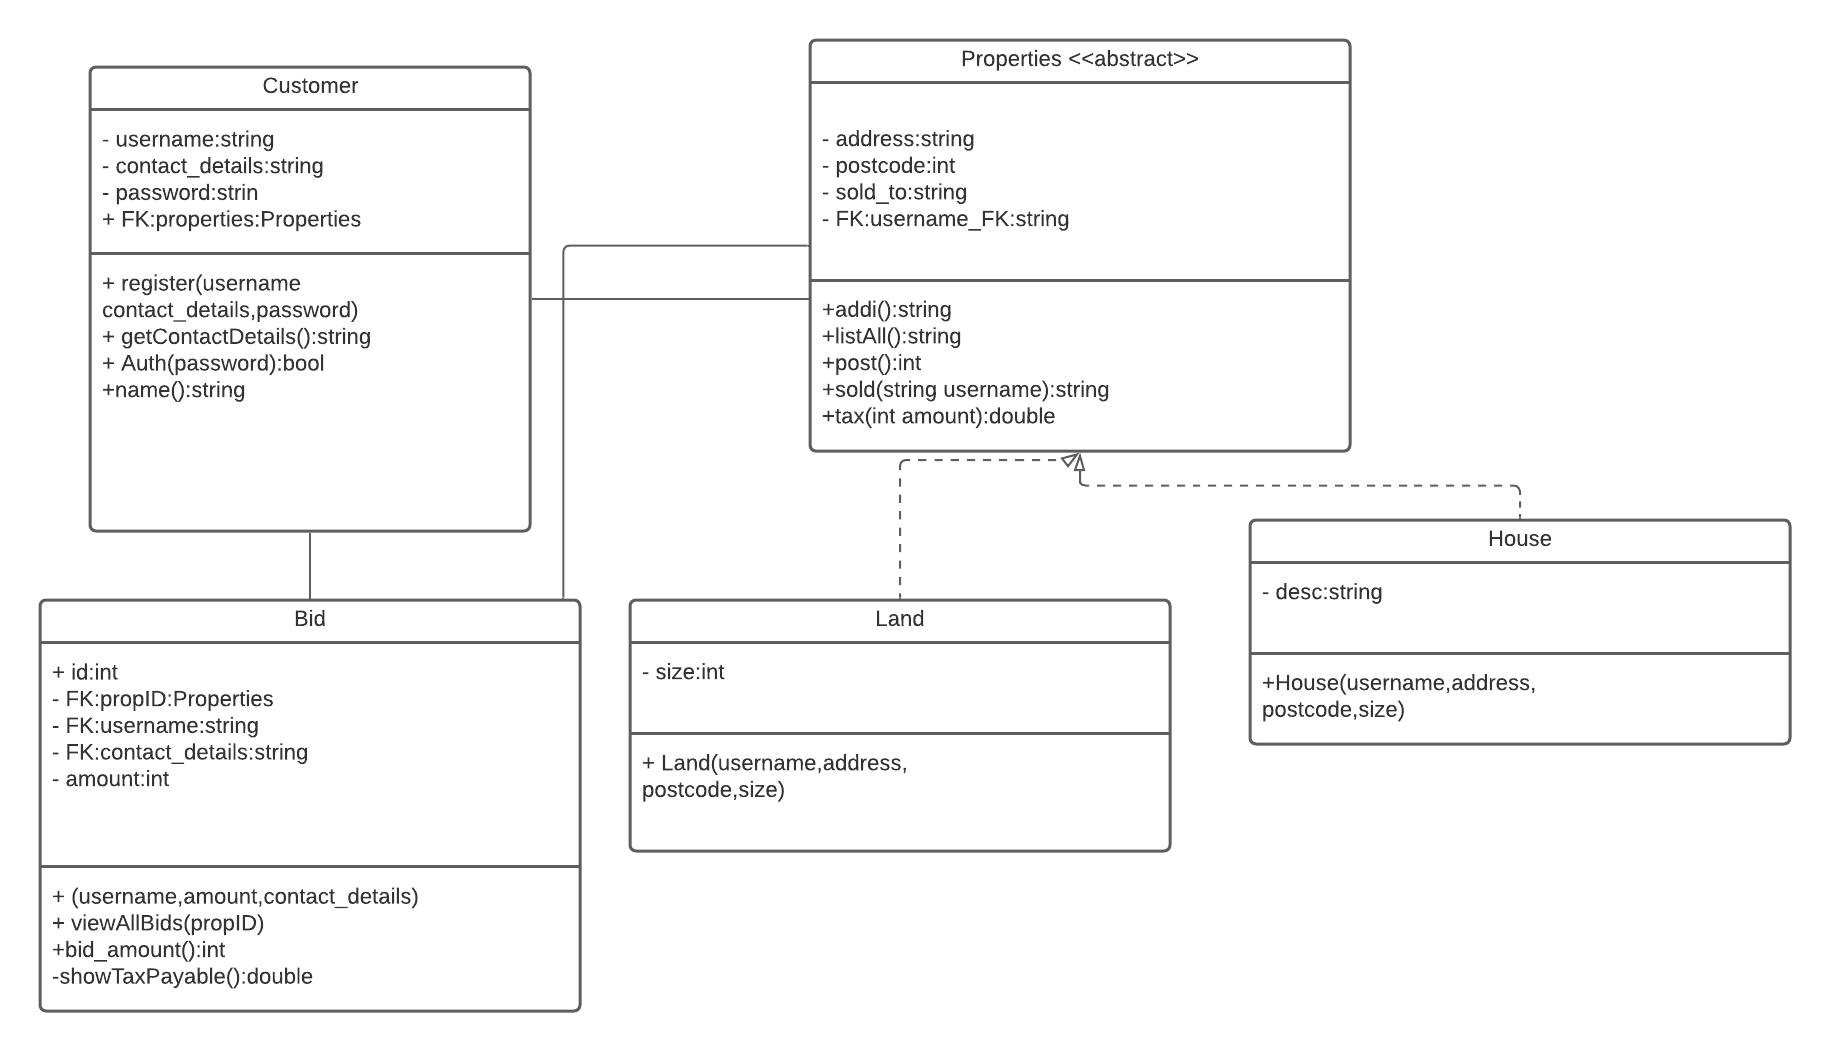 Customer
- username:string
- contact_details:string
- password:strin
+ FK:properties:Properties
+ register(username
contact_details,password)
+ getContactDetails():string
+ Auth(password):bool
+name():string
Properties <<abstract>>
- address:string
- postcode:int
- sold_to:string
- FK:username_FK:string
+addi():string
+listAll():string
+post():int
+sold(string username):string
+tax(int amount):double
Bid
+ id:int
- FK:propID:Properties
- FK:username:string
- FK:contact_details:string
- amount:int
+ (username,amount,contact_details)
+ viewAllBids(propID)
+bid_amount():int
-showTaxPayable():double
Land
- size:int
+ Land(username,address,
postcode,size)
House
- desc:string
+House(username,address,
postcode,size)